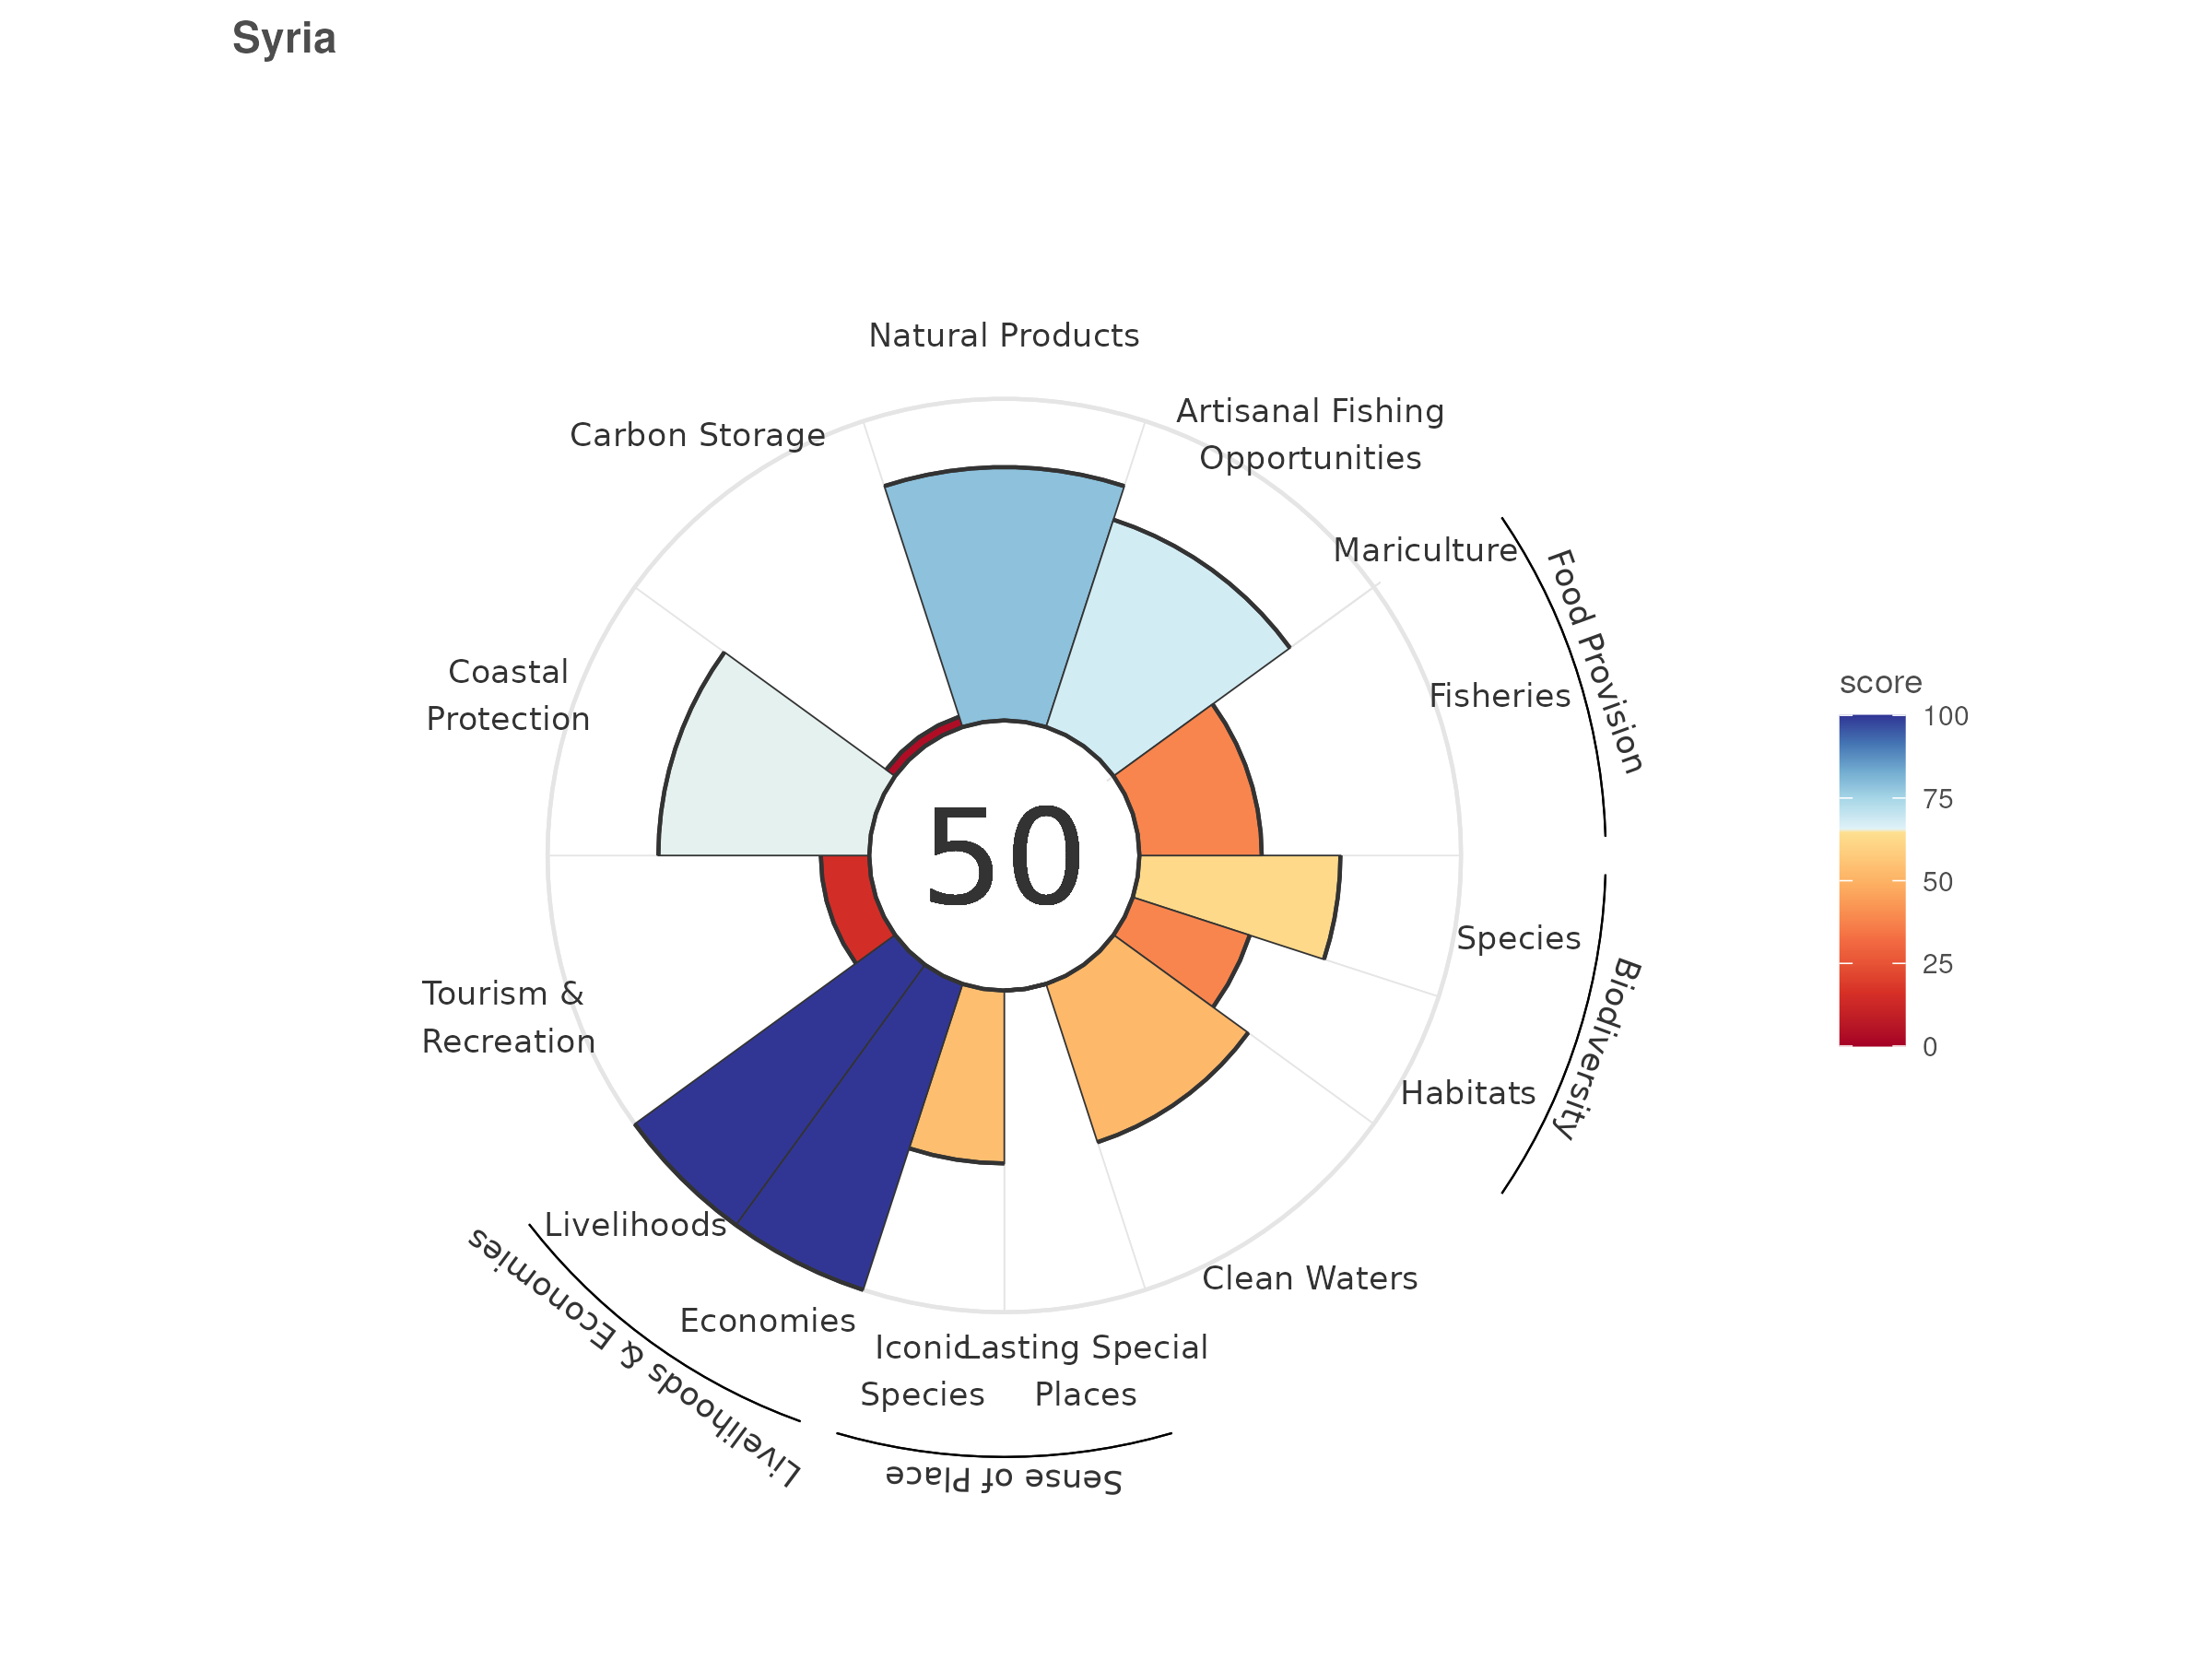 Syria
Natural Products
Artisanal Fishing
Opportunities
Carbon Storage
Mariculture
Food Provision
Fisheries
Coastal
Protection
score
100
75
50
25
0
50
Species
Biodiversity
Tourism &
Recreation
Habitats
Livelihoods
Clean Waters
Economies
Livelihoods & Economies
Iconic
Species
Lasting Special
Places
Sense of Place